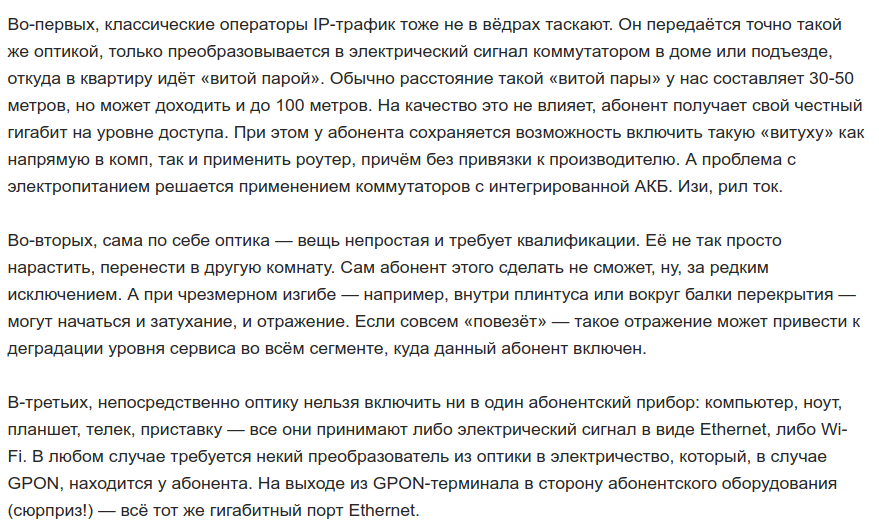 Во-первых, классические операторы IP-трафик тоже не в вёдрах таскают. Он передаётся точно такой
же оптикой, только преобразовывается в электрический сигнал коммутатором в доме или подъезде,
откуда в квартиру идёт «витой парой». Обычно расстояние такой «витой пары» у нас составляет 30-50
метров, но может доходить и до 100 метров. На качество это не влияет, абонент получает свой честный
гигабит на уровне доступа. При этом у абонента сохраняется возможность включить такую «витуху» как
напрямую в комп, так и применить роутер, причём без привязки к производителю. А проблема с
электропитанием решается применением коммутаторов с интегрированной АКБ. Изи, рил ток.
Во-вторых, сама по себе оптика — вещь непростая и требует квалификации. Её не так просто
нарастить, перенести в другую комнату. Сам абонент этого сделать не сможет, ну, за редким
исключением. А при чрезмерном изгибе — например, внутри плинтуса или вокруг балки перекрытия —
могут начаться и затухание, и отражение. Если совсем «повезёт» — такое отражение может привести к
деградации уровня сервиса во всём сегменте, куда данный абонент включен.
В-третьих, непосредственно оптику нельзя включить ни в один абонентский прибор: компьютер, ноут,
планшет, телек, приставку — все они принимают либо электрический сигнал в виде Ethernet, либо Wi-
Fi. В любом случае требуется некий преобразователь из оптики в электричество, который, в случае
GPON, находится у абонента. На выходе из GPON-терминала в сторону абонентского оборудования
(сюрприз!) — всё тот же гигабитный порт Ethernet.